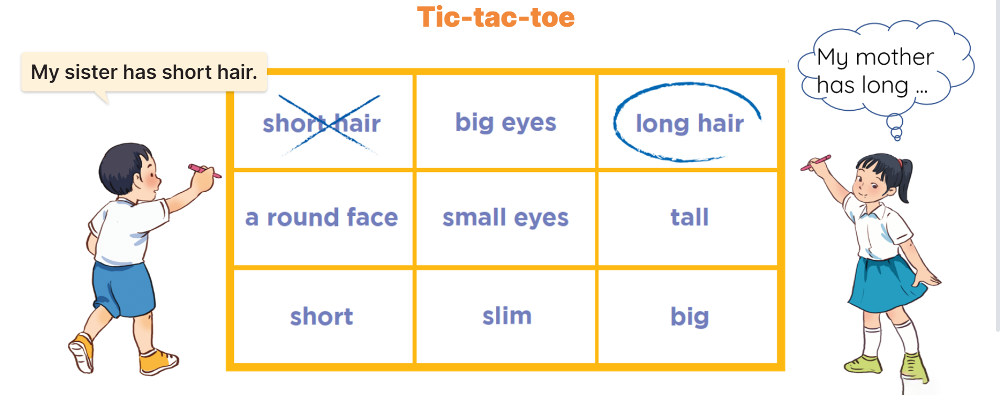 Tic-tac-toe
My sister has short hair.
My mother
has long ...
short hair
big eyes
long hair
a round face
small eyes
tall
short
slim
big